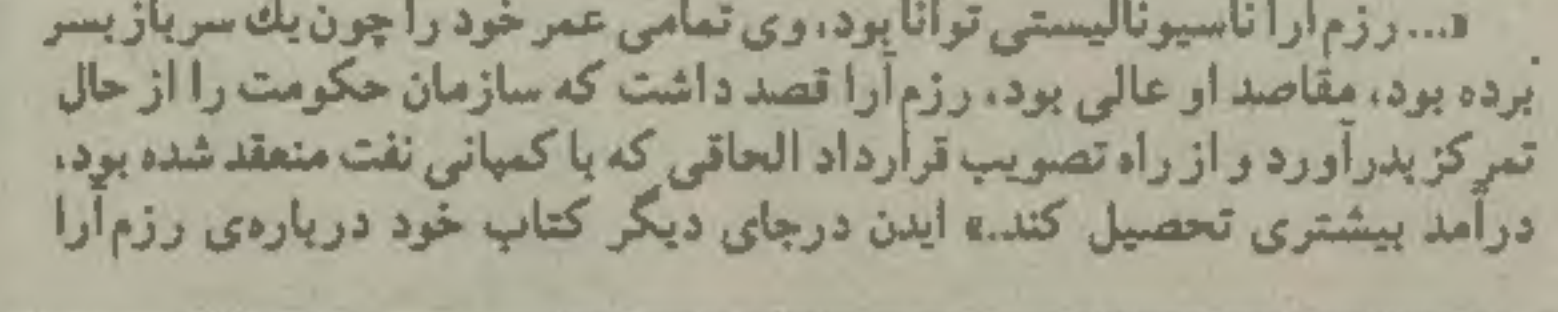 «... رزم‌آرا ناسیونالیستی توانا بود، وی تمامی عمر خود را چون یك سرباز بسر
برده بود، مقاصد او عالی بود، رزم‌آرا قصد داشت که سازمان حکومت را از حال
تمرکز بدرآورد و از راه تصویب قرارداد الحاقی که با کمپانی نفت منعقد شده بود،
درآمد بیشتری تحصیل کند.» ایدن درجای دیگر کتاب خود درباره‌ی رزم‌آرا